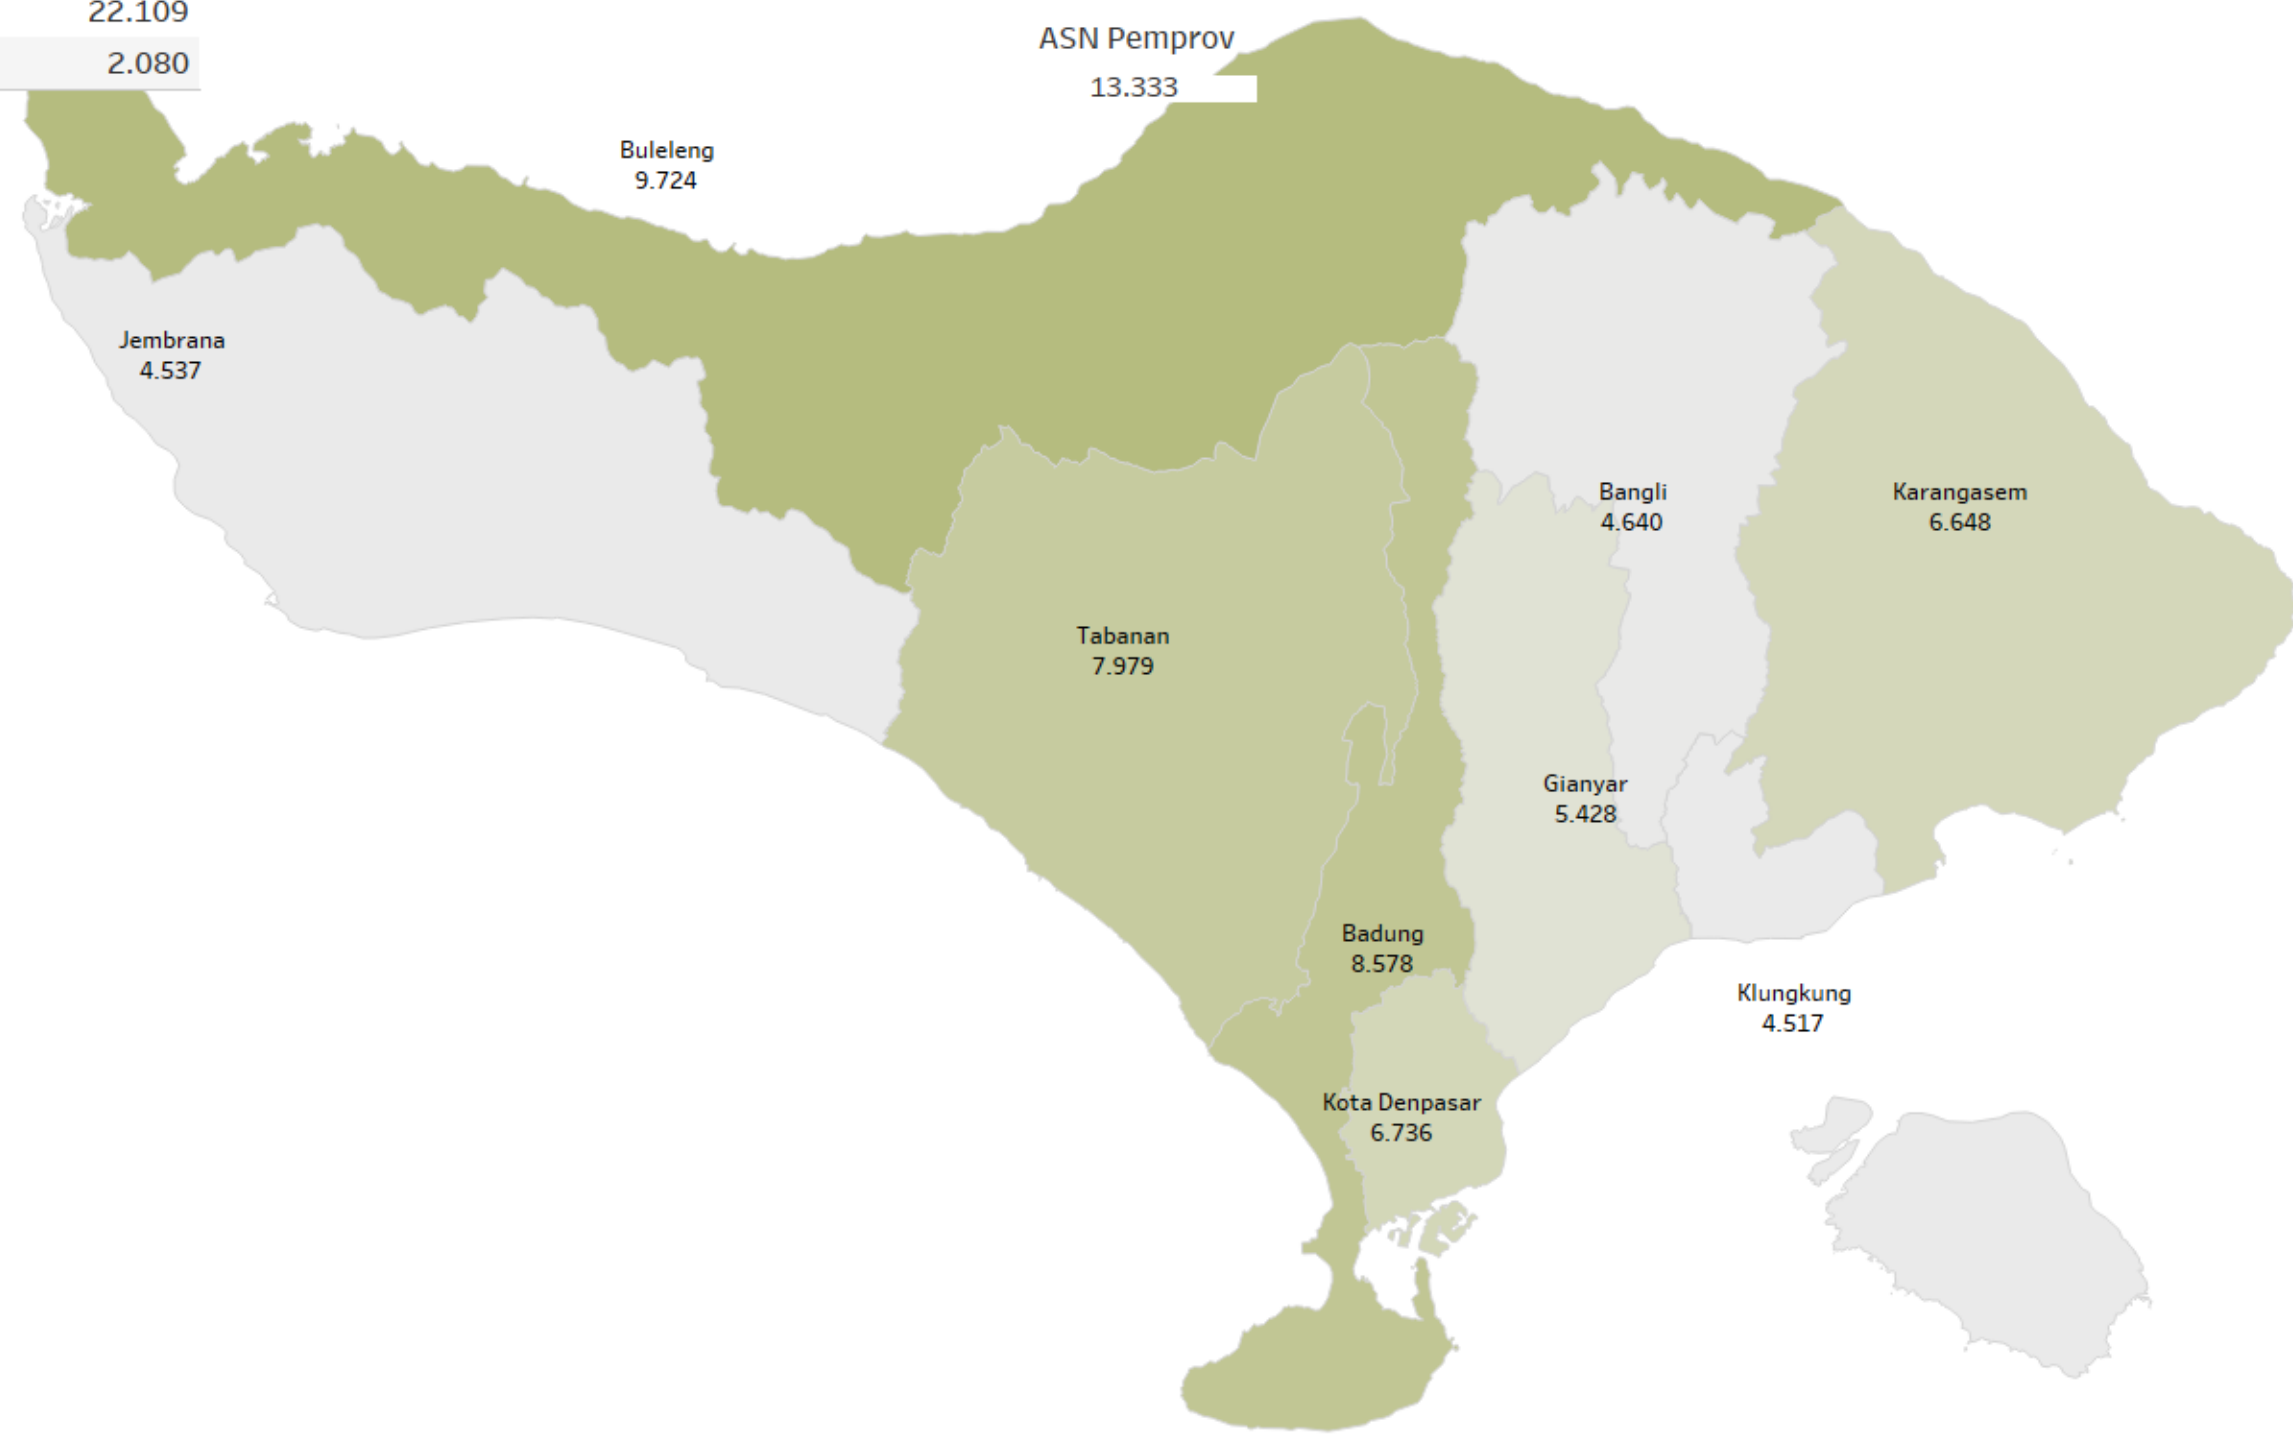 22.109
2.080
ASN Pemprov
13.333
Buleleng
9.724
Jembrana
4.537
Bangli
4.640
Karangasem
6.648
Tabanan
7.979
Gianyar
5.428
Badung
8.578
Klungkung
4.517
Kota Denpasar
6.736